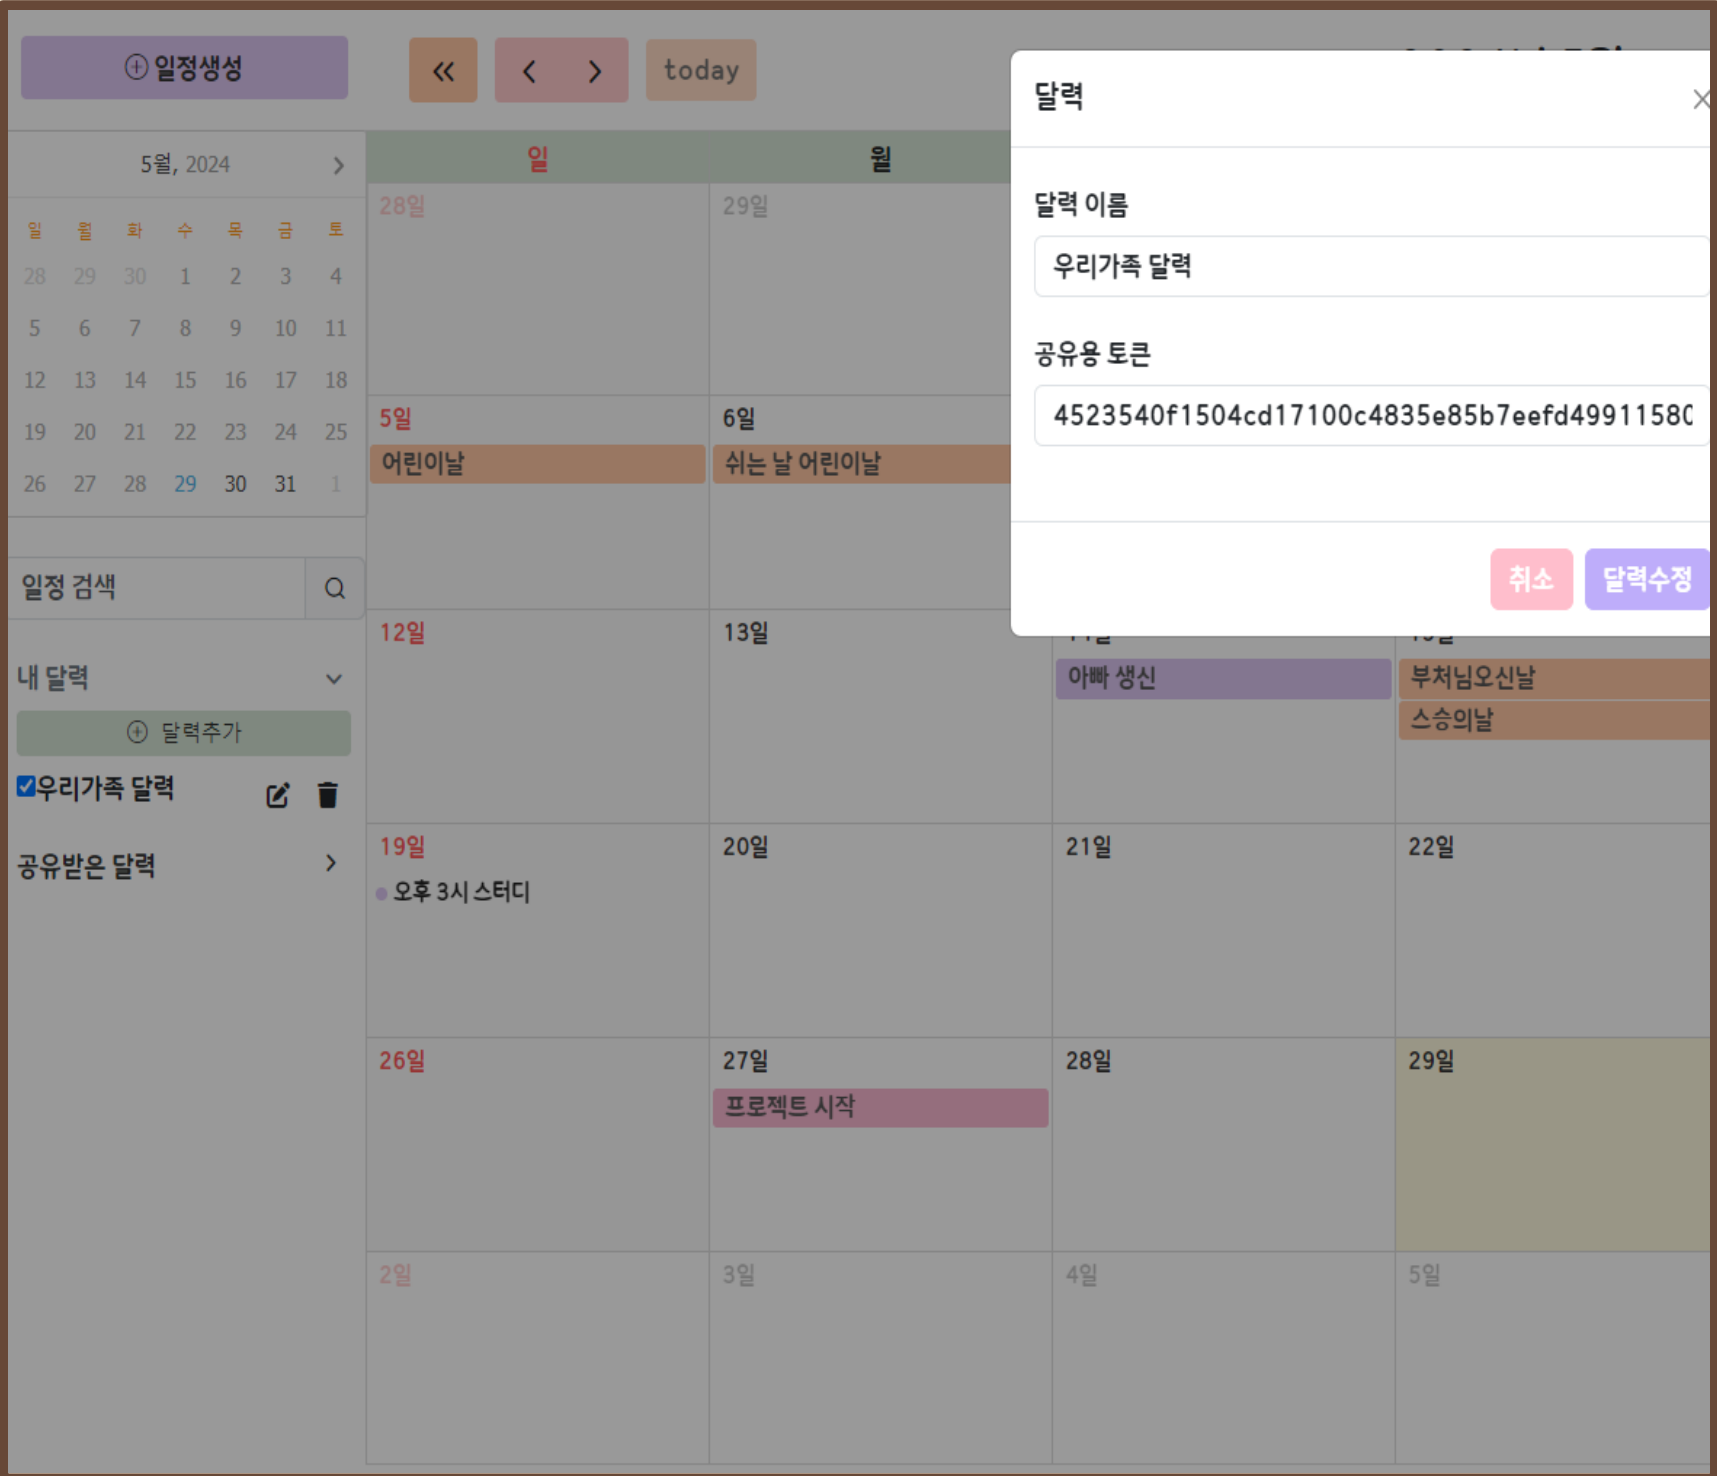 일정생성
today
5월, 2024
일 월 화 수 목 금 토
28 29 30 1 2 3 4
5 6 7 8 9 10 11
12 13 14 15 16 17 18
19 20 21 22 23 24 25
26 27 28 29 30 31 1
일정 검색
내 달력
달력추가
우리가족 달력
공유받은 달력
일 월
28일 29일
5일 6일
어린이날 쉬는 날 어린이날
12일 13일
아빠 생신 부처님오신날
스승의날
19일 20일 21일 22일
오후 3시 스터디
26일 27일 28일 29일
프로젝트 시작
2일 3일 4일 5일
달력
달력 이름
우리가족 달력
공유용 토큰
4523540f1504cd17100c4835e85b7eefd49911580
취소 달력수정